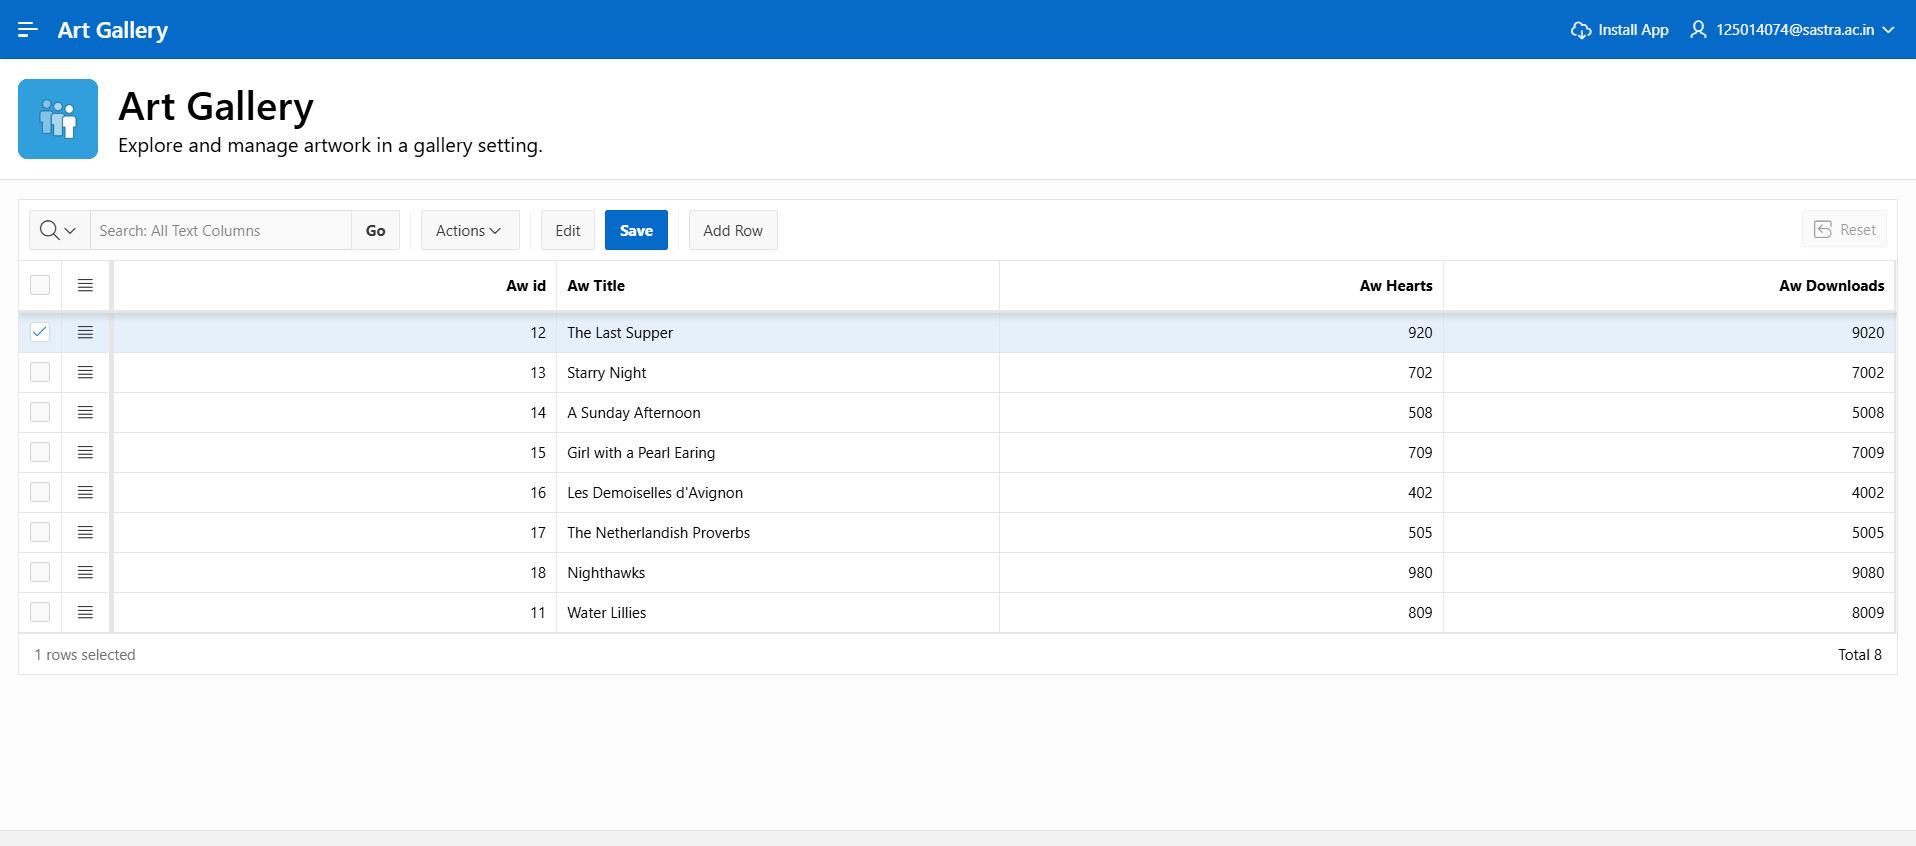 Art Gallery
Install App
125014074@sastra.ac.in
Art Gallery
Explore and manage artwork in a gallery setting.
Search: All Text Columns
Go
Actions
Edit
Save
Add Row
Reset
Aw id Aw Title Aw Hearts Aw Downloads
12 The Last Supper 920 9020
13 Starry Night 702 7002
14 A Sunday Afternoon 508 5008
15 Girl with a Pearl Earing 709 7009
16 Les Demoiselles d'Avignon 402 4002
17 The Netherlandish Proverbs 505 5005
18 Nighthawks 980 9080
11 Water Lillies 809 8009
1 rows selected
Total 8